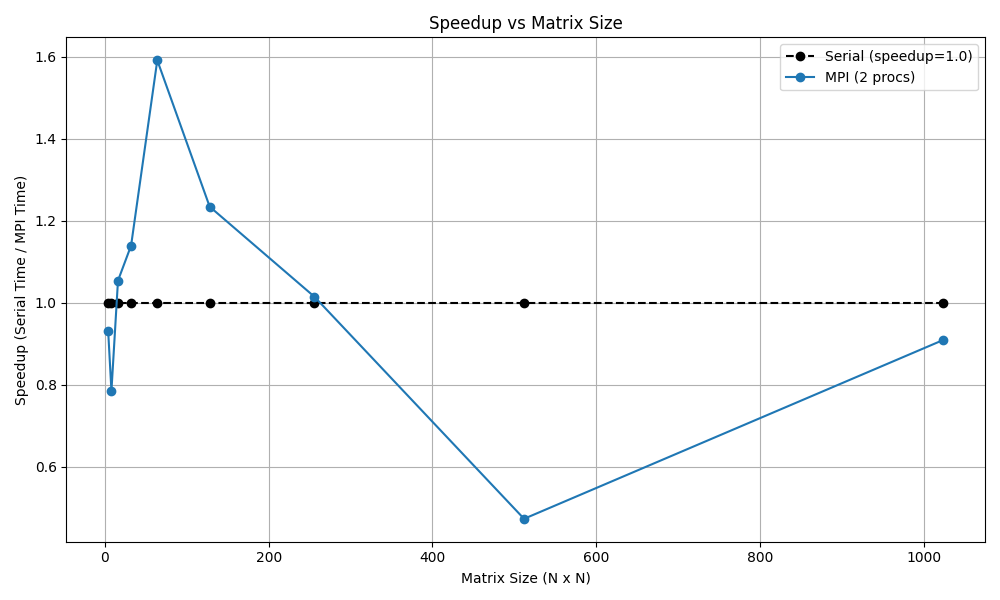 Speedup vs Matrix Size
Serial (speedup=1.0)
MPI (2 procs)
Speedup (Serial Time / MPI Time)
1.6
1.4
1.2
1.0
0.8
0.6
0
200
400
600
800
1000
Matrix Size (N x N)